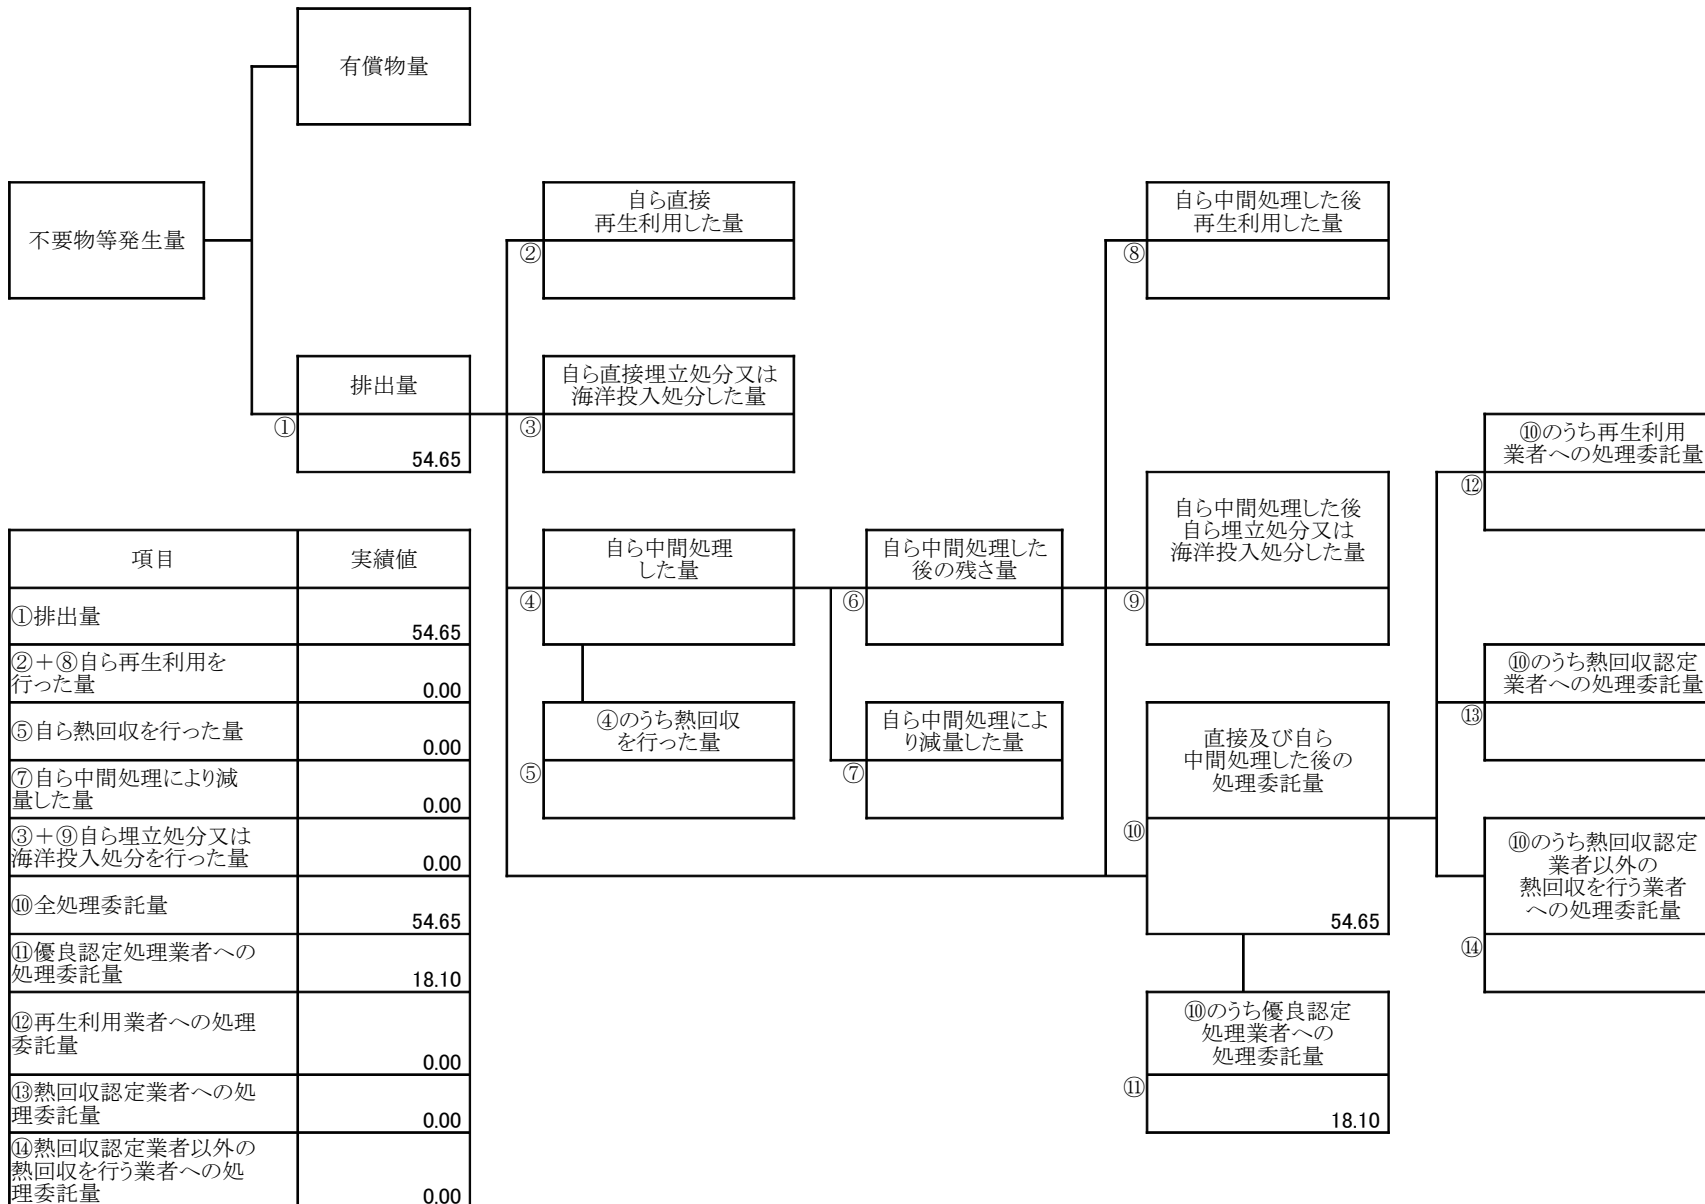 有償物量
不要物等発生量
自ら直接
再生利用した量
②
自ら中間処理した後
再生利用した量
⑧
排出量
①
54.65
自ら直接埋立処分又は
海洋投入処分した量
③
⑩のうち再生利用
業者への処理委託量
⑫
自ら中間処理
した量
④
自ら中間処理した
後の残さ量
⑥
自ら中間処理した後
自ら埋立処分又は
海洋投入処分した量
⑨
⑩のうち熱回収認定
業者への処理委託量
⑬
④のうち熱回収
を行った量
⑤
自ら中間処理によ
り減量した量
⑦
直接及び自ら
中間処理した後の
処理委託量
⑩
54.65
⑩のうち熱回収認定
業者以外の
熱回収を行う業者
への処理委託量
⑭
⑩のうち優良認定
処理業者への
処理委託量
⑪
18.10
項目 実績値
①排出量
54.65
②+⑧自ら再生利用を
行った量
0.00
⑤自ら熱回収を行った量
0.00
⑦自ら中間処理により減
量した量
0.00
③+⑨自ら埋立処分又は
海洋投入処分を行った量
0.00
⑩全処理委託量
54.65
⑪優良認定処理業者への
処理委託量
18.10
⑫再生利用業者への処理
委託量
0.00
⑬熱回収認定業者への処
理委託量
0.00
⑭熱回収認定業者以外の
熱回収を行う業者への処
理委託量
0.00